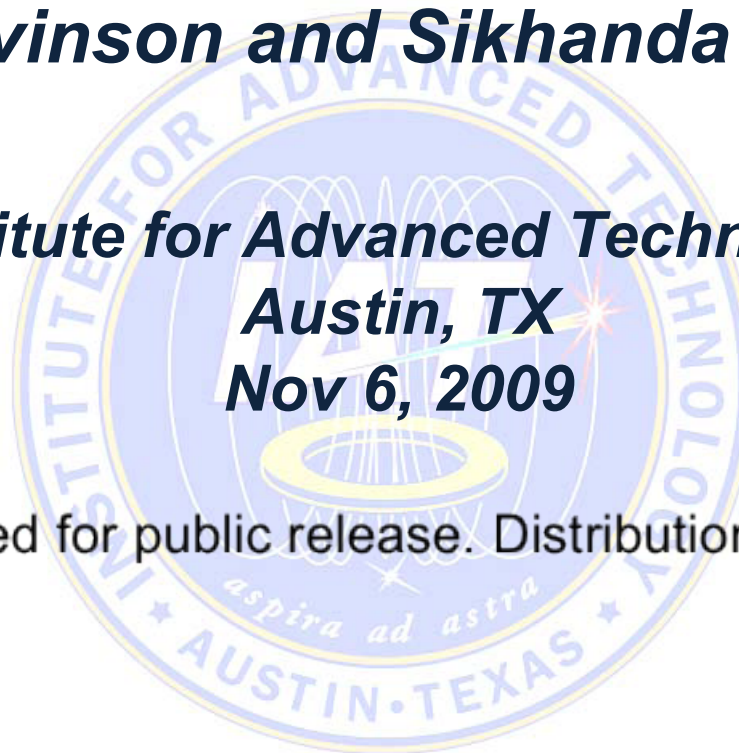 vinson and Sikhanda
itute for Advanced Techn
Austin, TX
Nov 6, 2009
ed for public release. Distribution
INSTITUTE FOR ADVANCED TECHNOLOGY
IAT
aspira ad astra
AUSTIN • TEXAS